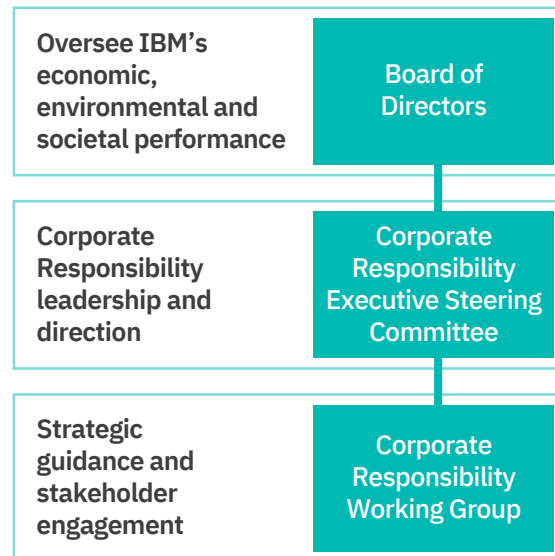 Oversee IBM’s
economic,
environmental and
societal performance
Board of
Directors
Corporate
Responsibility
leadership and
direction
Corporate
Responsibility
Executive Steering
Committee
Strategic
guidance and
stakeholder
engagement
Corporate
Responsibility
Working Group